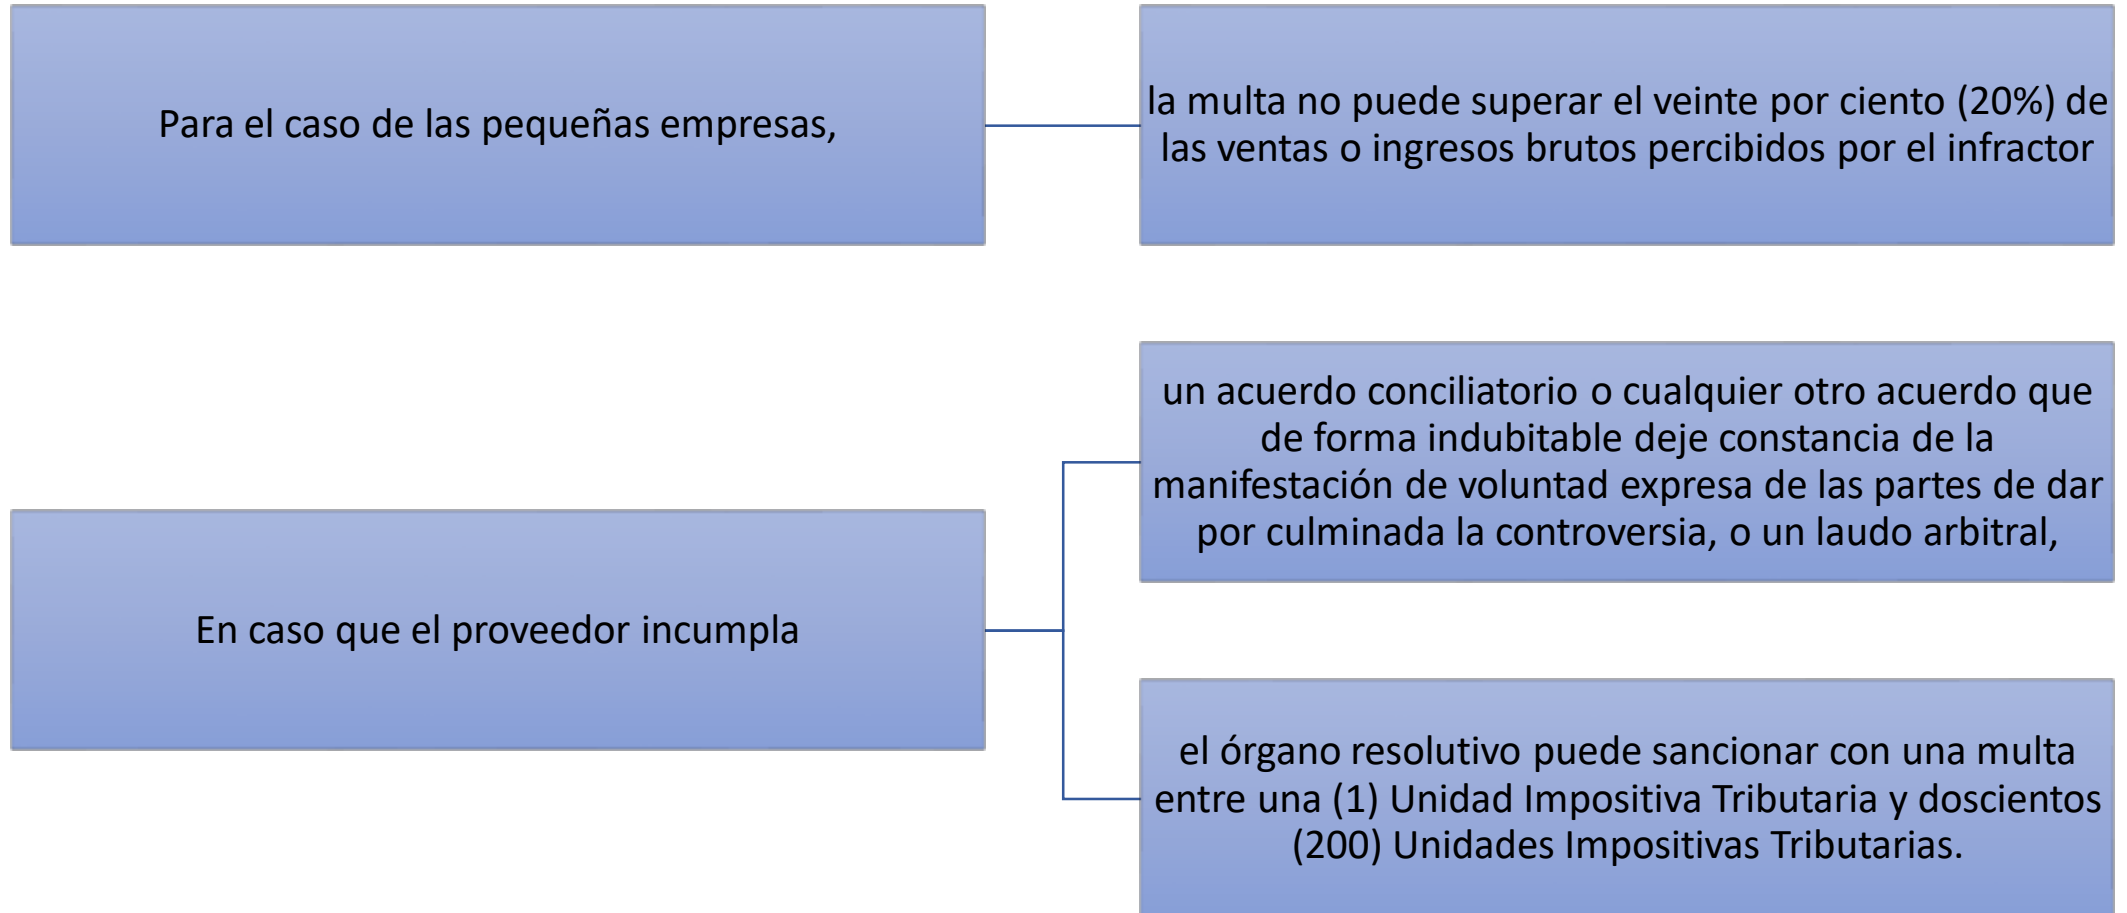 Para el caso de las pequeñas empresas,
la multa no puede superar el veinte por ciento (20%) de
las ventas o ingresos brutos percibidos por el infractor
En caso que el proveedor incumpla
un acuerdo conciliatorio o cualquier otro acuerdo que
de forma indubitable deje constancia de la
manifestación de voluntad expresa de las partes de dar
por culminada la controversia, o un laudo arbitral,
el órgano resolutivo puede sancionar con una multa
entre una (1) Unidad Impositiva Tributaria y doscientos
(200) Unidades Impositivas Tributarias.